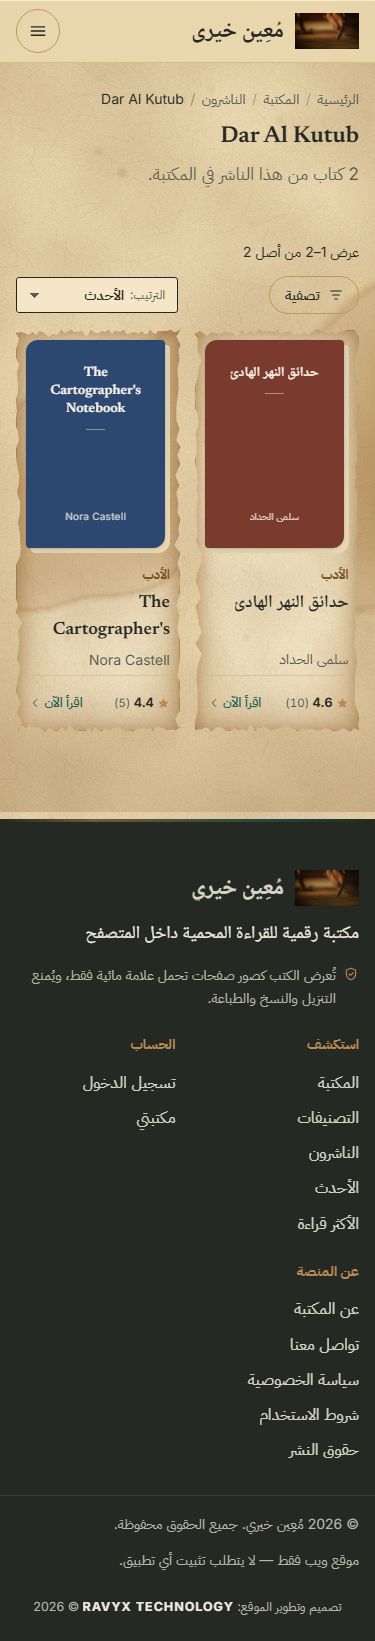 مُعِين خيري
الرئيسية / المكتبة / الناشرون / Dar Al Kutub
Dar Al Kutub
2 كتاب من هذا الناشر في المكتبة.
عرض 1–2 من أصل 2
تصفية
الترتيب: الأحدث
حدائق النهر الهادئ
سلمى الحداد
الأدب
حدائق النهر الهادئ
سلمى الحداد
4.6 (10)
اقرأ الآن
The
Cartographer's
Notebook
Nora Castell
الأدب
The
Cartographer's
Nora Castell
4.4 (5)
اقرأ الآن
مُعِين خيري
مكتبة رقمية للقراءة المحمية داخل المتصفح
تُعرض الكتب كصور صفحات تحمل علامة مائية فقط، ويُمنع
التنزيل والنسخ والطباعة.
استكشف
المكتبة
التصنيفات
الناشرون
الأحدث
الأكثر قراءة
الحساب
تسجيل الدخول
مكتبتي
عن المنصة
عن المكتبة
تواصل معنا
سياسة الخصوصية
شروط الاستخدام
حقوق النشر
© 2026 مُعِين خيري. جميع الحقوق محفوظة.
موقع ويب فقط — لا يتطلب تثبيت أي تطبيق.
تصميم وتطوير الموقع: RAVYX TECHNOLOGY © 2026